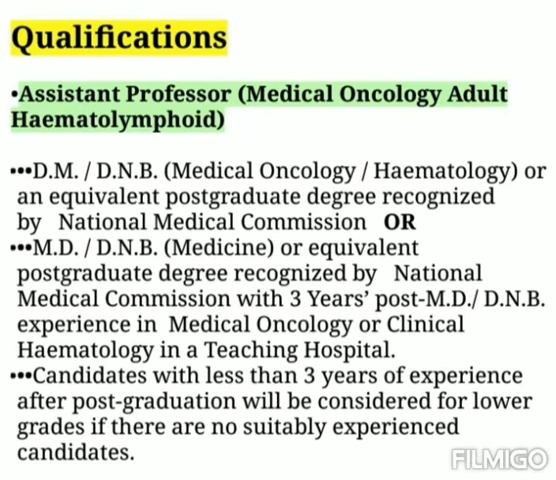 Qualifications
•Assistant Professor (Medical Oncology Adult
Haematolymphoid)
•••D.M. / D.N.B. (Medical Oncology / Haematology) or
an equivalent postgraduate degree recognized
by National Medical Commission OR
•••M.D. / D.N.B. (Medicine) or equivalent
postgraduate degree recognized by National
Medical Commission with 3 Years’ post-M.D./ D.N.B.
experience in Medical Oncology or Clinical
Haematology in a Teaching Hospital.
•••Candidates with less than 3 years of experience
after post-graduation will be considered for lower
grades if there are no suitably experienced
candidates.
FILMIGO